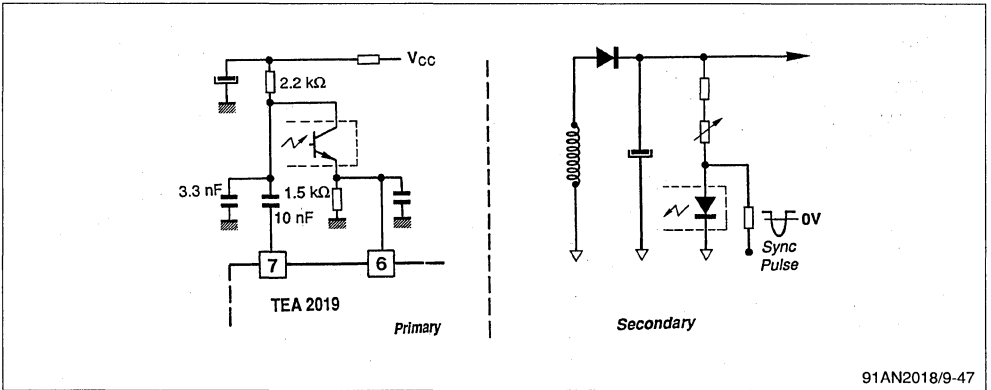 VCC
2.2 kΩ
3.3 nF
1.5 kΩ
10 nF
7
6
TEA 2019
Primary
0V
Sync
Pulse
Secondary
91AN2018/9-47